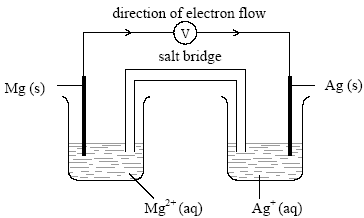 direction of electron flow
V
salt bridge
Mg (s)
Ag (s)
Mg²⁺ (aq)
Ag⁺ (aq)